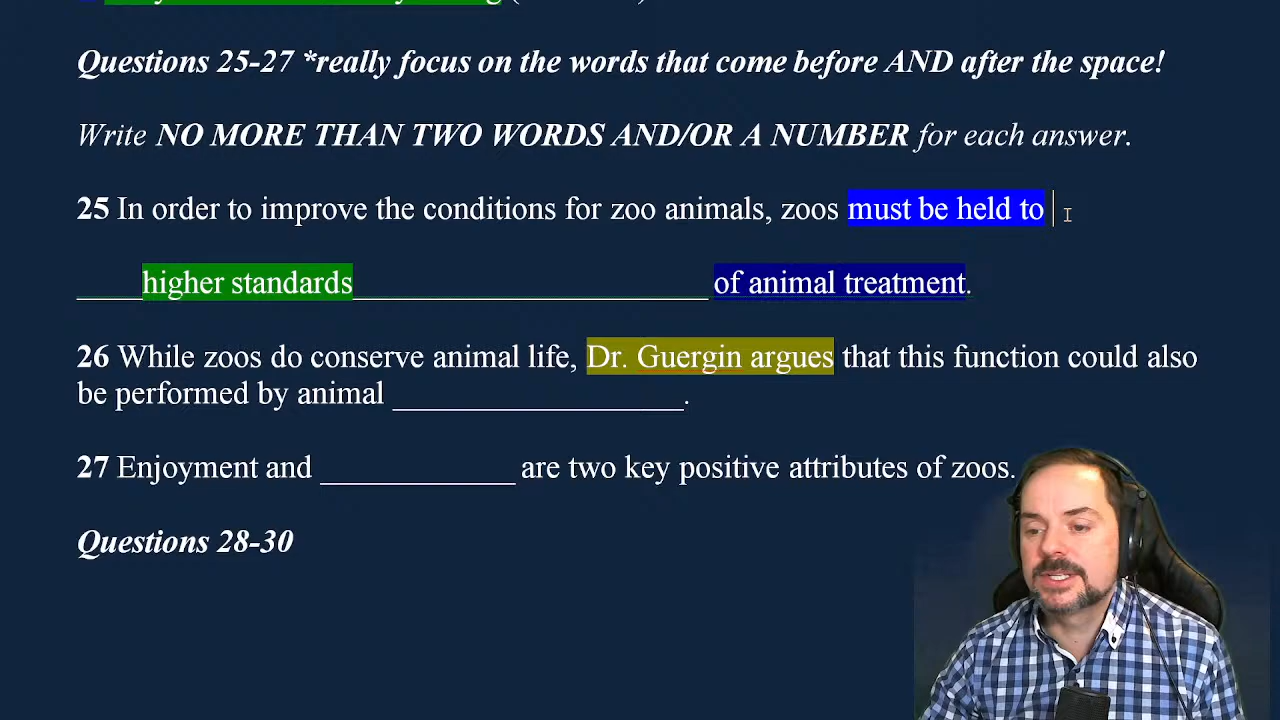 Questions 25-27 *really focus on the words that come before AND after the space!
Write NO MORE THAN TWO WORDS AND/OR A NUMBER for each answer.
25 In order to improve the conditions for zoo animals, zoos must be held to
____higher standards______________________ of animal treatment.
26 While zoos do conserve animal life, Dr. Guergin argues that this function could also
be performed by animal __________________.
27 Enjoyment and ____________ are two key positive attributes of zoos.
Questions 28-30